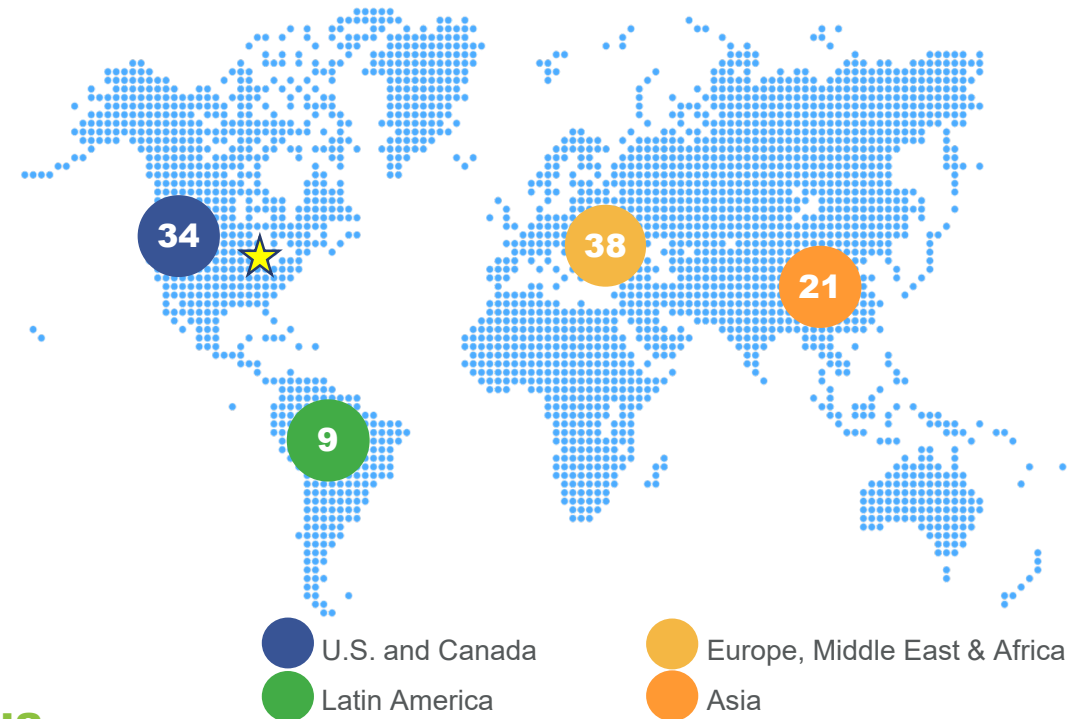 34
38
21
9
U.S. and Canada
Europe, Middle East & Africa
Latin America
Asia